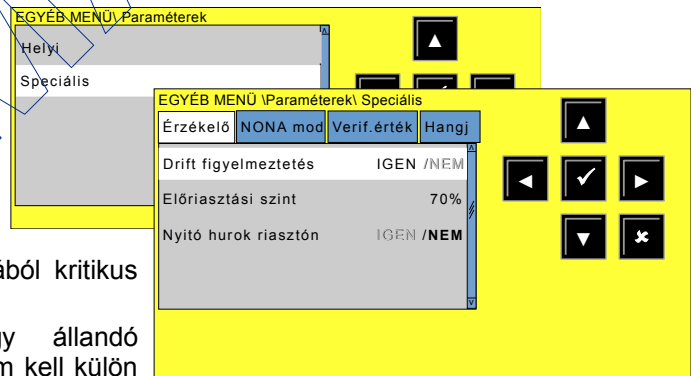 EGYÉB MENÜ\ Paraméterek
Helyi
Speciális
EGYÉB MENÜ \Paraméterek\ Speciális
Érzékelő NONA mod Verif.érték Hangj
Drift figyelmeztetés IGEN /NEM
Előriasztási szint 70%
Nyitó hurok riasztón IGEN /NEM
ából kritikus
állandó
kell külön